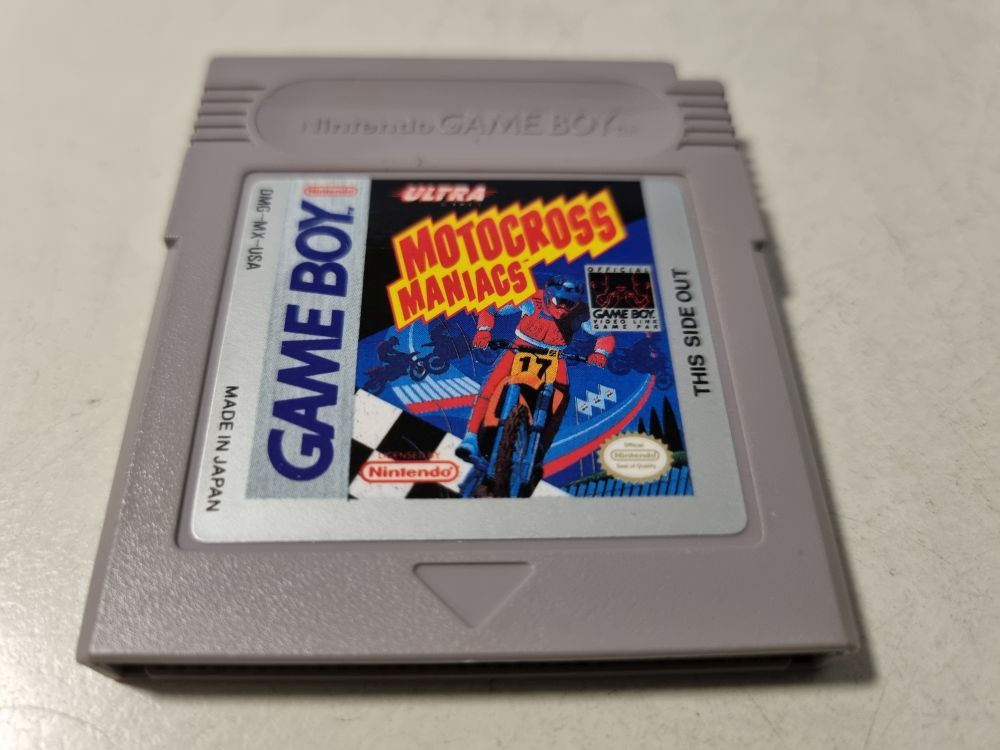 Nintendo GAME BOY
DMG-MX-USA
MADE IN JAPAN
Nintendo
GAME BOY
TM
ULTRA
MOTOCROSS
MANIACS
17
OFFICIAL
GAME BOY
VIDEO LINK
GAME PAK
THIS SIDE OUT
LICENSED BY
Nintendo
Official
Nintendo
Seal of Quality